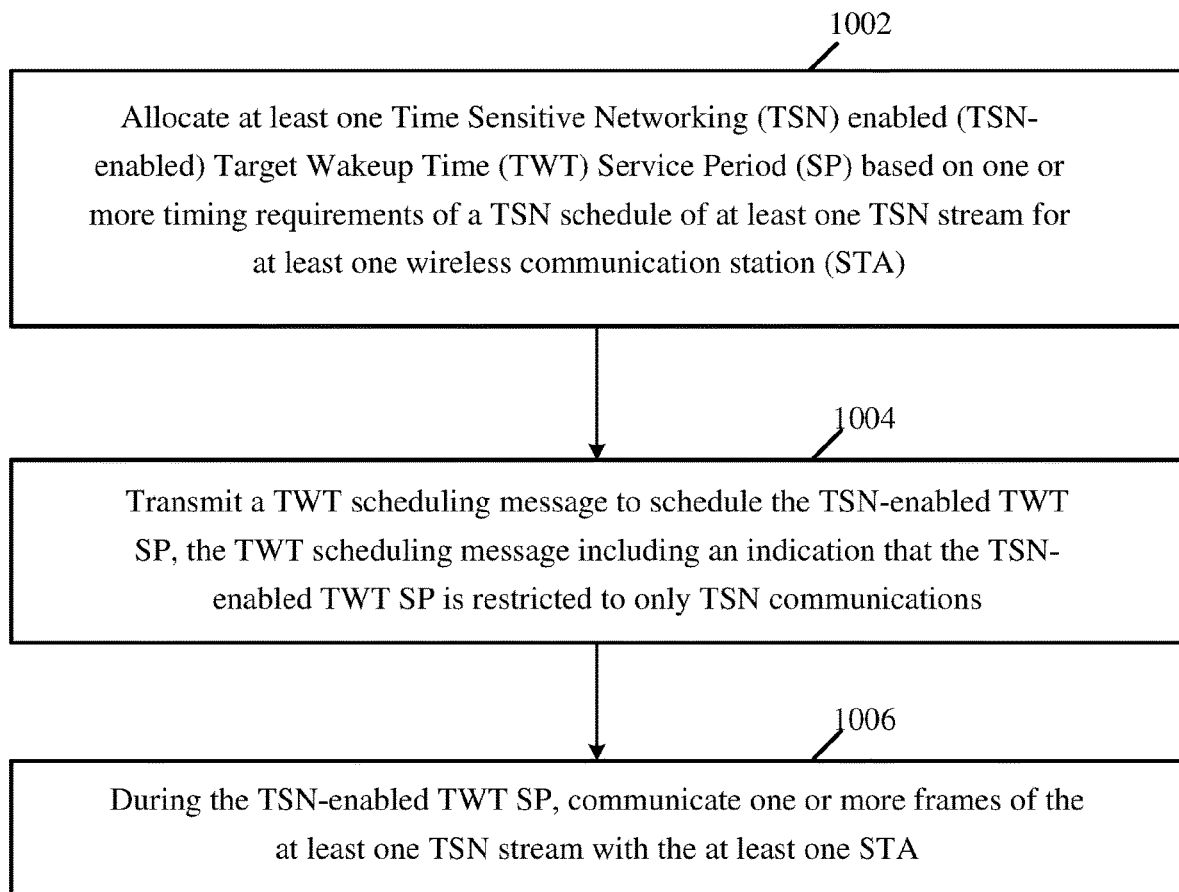 1002
Allocate at least one Time Sensitive Networking (TSN) enabled (TSN-
enabled) Target Wakeup Time (TWT) Service Period (SP) based on one or
more timing requirements of a TSN schedule of at least one TSN stream for
at least one wireless communication station (STA)
1004
Transmit a TWT scheduling message to schedule the TSN-enabled TWT
SP, the TWT scheduling message including an indication that the TSN-
enabled TWT SP is restricted to only TSN communications
1006
During the TSN-enabled TWT SP, communicate one or more frames of the
at least one TSN stream with the at least one STA